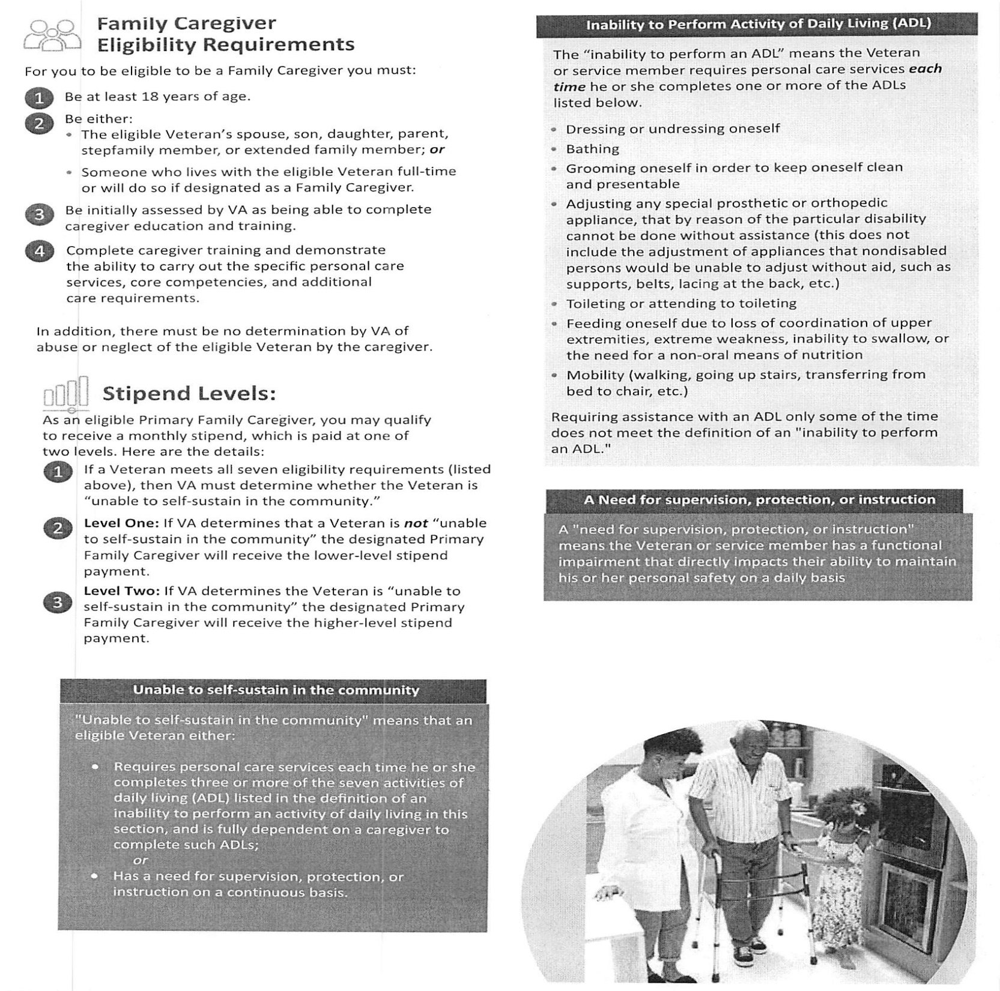 Family Caregiver
Eligibility Requirements
For you to be eligible to be a Family Caregiver you must:
1 Be at least 18 years of age.
2 Be either:
• The eligible Veteran's spouse, son, daughter, parent,
stepfamily member, or extended family member; or
• Someone who lives with the eligible Veteran full-time
or will do so if designated as a Family Caregiver.
3 Be initially assessed by VA as being able to complete
caregiver education and training.
4 Complete caregiver training and demonstrate
the ability to carry out the specific personal care
services, core competencies, and additional
care requirements.
In addition, there must be no determination by VA of
abuse or neglect of the eligible Veteran by the caregiver.
Stipend Levels:
As an eligible Primary Family Caregiver, you may qualify
to receive a monthly stipend, which is paid at one of
two levels. Here are the details:
1 If a Veteran meets all seven eligibility requirements (listed
above), then VA must determine whether the Veteran is
“unable to self-sustain in the community.”
2 Level One: If VA determines that a Veteran is not “unable
to self-sustain in the community” the designated Primary
Family Caregiver will receive the lower-level stipend
payment.
3 Level Two: If VA determines the Veteran is “unable to
self-sustain in the community” the designated Primary
Family Caregiver will receive the higher-level stipend
payment.
Unable to self-sustain in the community
"Unable to self-sustain in the community" means that an
eligible Veteran either:
• Requires personal care services each time he or she
completes three or more of the seven activities of
daily living (ADL) listed in the definition of an
inability to perform an activity of daily living in this
section, and is fully dependent on a caregiver to
complete such ADLs;
or
• Has a need for supervision, protection, or
instruction on a continuous basis.
Inability to Perform Activity of Daily Living (ADL)
The “inability to perform an ADL” means the Veteran
or service member requires personal care services each
time he or she completes one or more of the ADLs
listed below.
• Dressing or undressing oneself
• Bathing
• Grooming oneself in order to keep oneself clean
and presentable
• Adjusting any special prosthetic or orthopedic
appliance, that by reason of the particular disability
cannot be done without assistance (this does not
include the adjustment of appliances that nondisabled
persons would be unable to adjust without aid, such as
supports, belts, lacing at the back, etc.)
• Toileting or attending to toileting
• Feeding oneself due to loss of coordination of upper
extremities, extreme weakness, inability to swallow, or
the need for a non-oral means of nutrition
• Mobility (walking, going up stairs, transferring from
bed to chair, etc.)
Requiring assistance with an ADL only some of the time
does not meet the definition of an "inability to perform
an ADL."
A Need for supervision, protection, or instruction
A "need for supervision, protection, or instruction"
means the Veteran or service member has a functional
impairment that directly impacts their ability to maintain
his or her personal safety on a daily basis